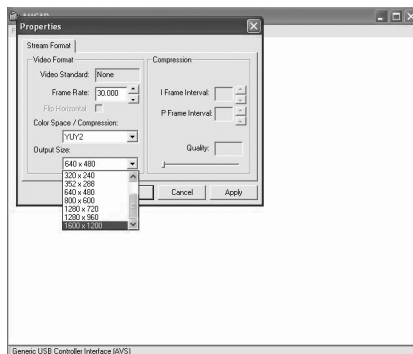 AMCAP
Properties
Stream Format
Video Format
Video Standard: None
Frame Rate: 30.000
Flip Horizontal:
Color Space / Compression:
YUY2
Output Size:
640 x 480
320 x 240
352 x 288
640 x 480
800 x 600
1280 x 720
1280 x 960
1600 x 1200
Compression
I Frame Interval:
P Frame Interval:
Quality:
Cancel
Apply
Generic USB Controller Interface (AVS)